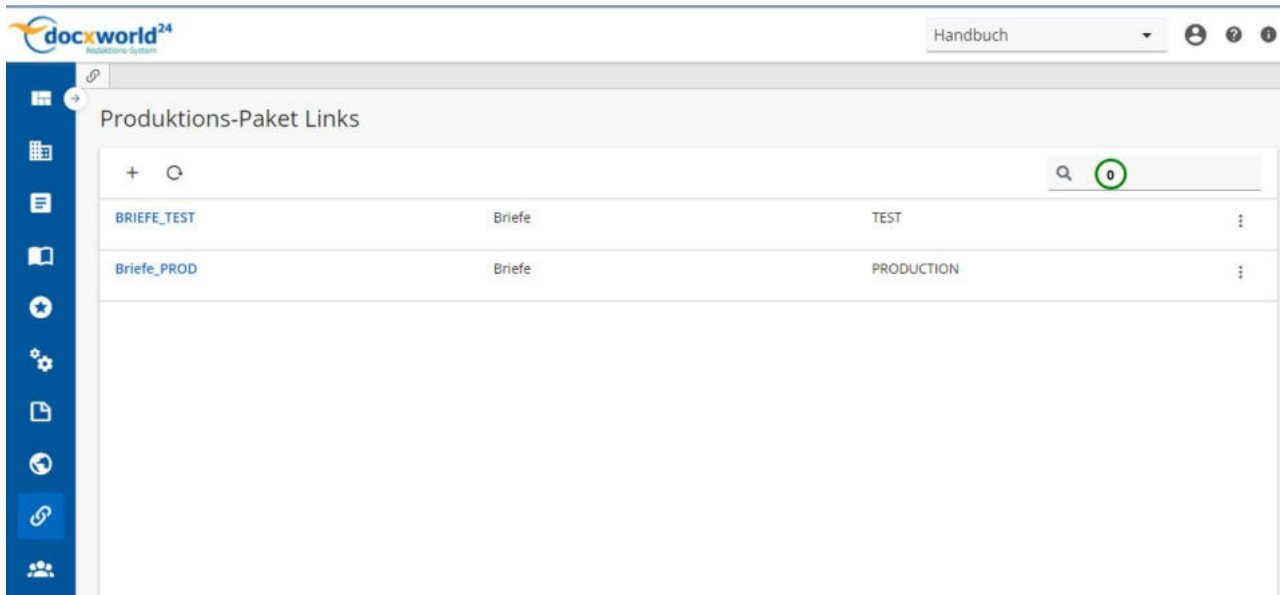 docxworld24
Redaktions-System
Handbuch
Produktions-Paket Links
0
BRIEFE_TEST Briefe TEST
Briefe_PROD Briefe PRODUCTION